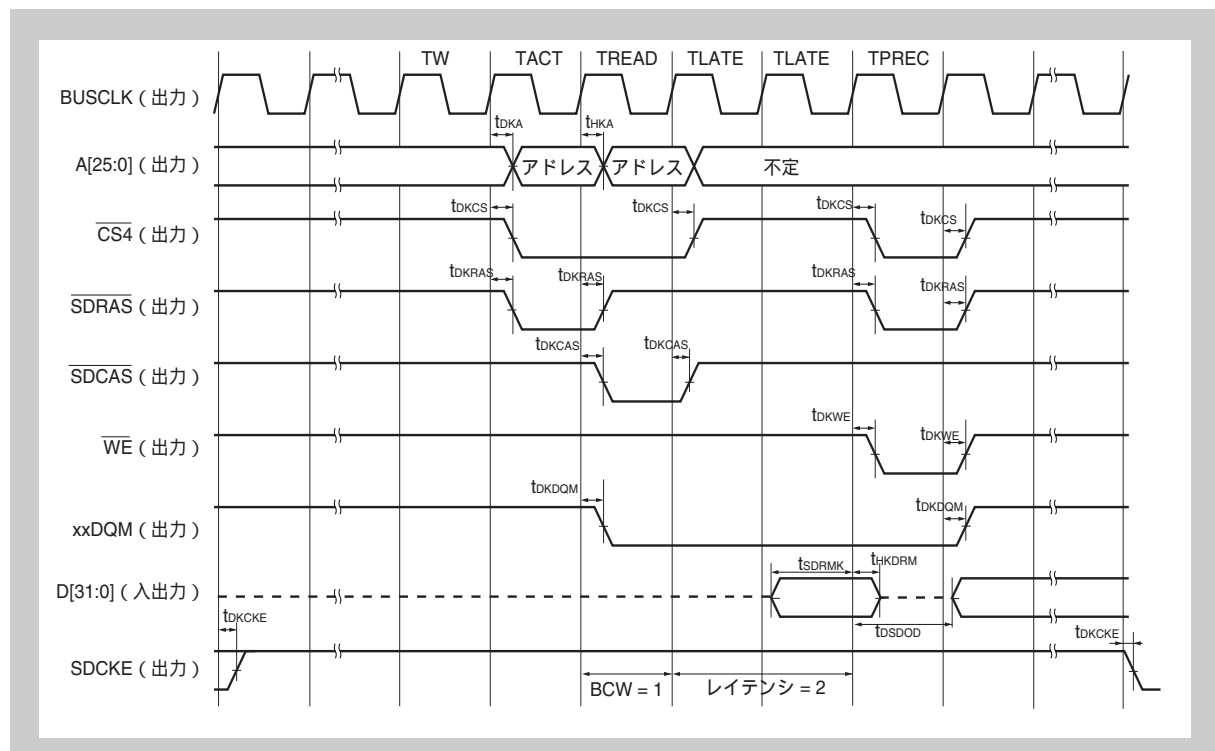 TW TACT TREAD TLATE TLATE TPREC
BUSCLK（出力）
tDKA tHKA
A[25:0]（出力） アドレス アドレス 不定
tDKCS tDKCS tDKCS tDKCS
CS4（出力）
tDKRAS tDKRAS tDKRAS tDKRAS
SDRAS（出力）
tDKCAS tDKCAS
SDCAS（出力）
tDKWE tDKWE
WE（出力）
tDKDQM tDKDQM
xxDQM（出力）
tSDRMK tHKDRM
D[31:0]（入出力）
tDKCKE tDSDOD tDKCKE
SDCKE（出力）
BCW = 1 レイテンシ = 2